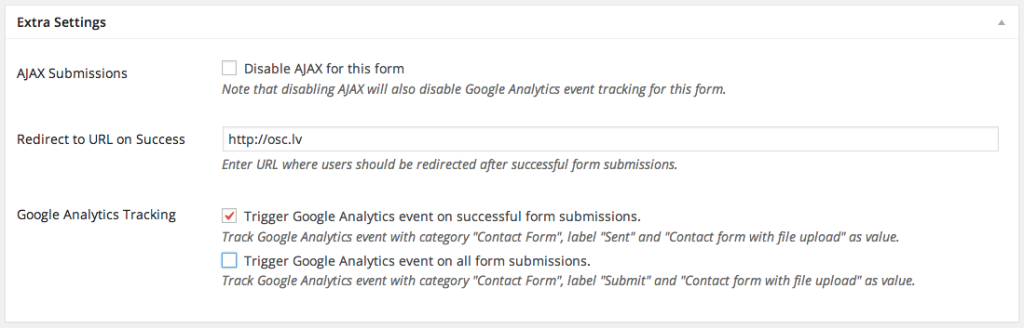 Extra Settings
AJAX Submissions
Disable AJAX for this form
Note that disabling AJAX will also disable Google Analytics event tracking for this form.
Redirect to URL on Success
http://osc.lv
Enter URL where users should be redirected after successful form submissions.
Google Analytics Tracking
Trigger Google Analytics event on successful form submissions.
Track Google Analytics event with category "Contact Form", label "Sent" and "Contact form with file upload" as value.
Trigger Google Analytics event on all form submissions.
Track Google Analytics event with category "Contact Form", label "Submit" and "Contact form with file upload" as value.